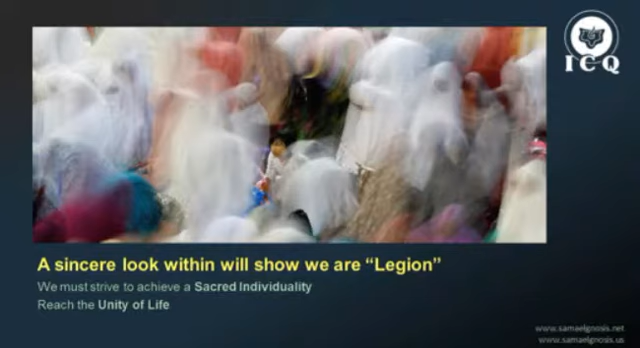 ICQ
A sincere look within will show we are “Legion”
We must strive to achieve a Sacred Individuality
Reach the Unity of Life
www.samaelgnosis.net
www.samaelgnosis.us